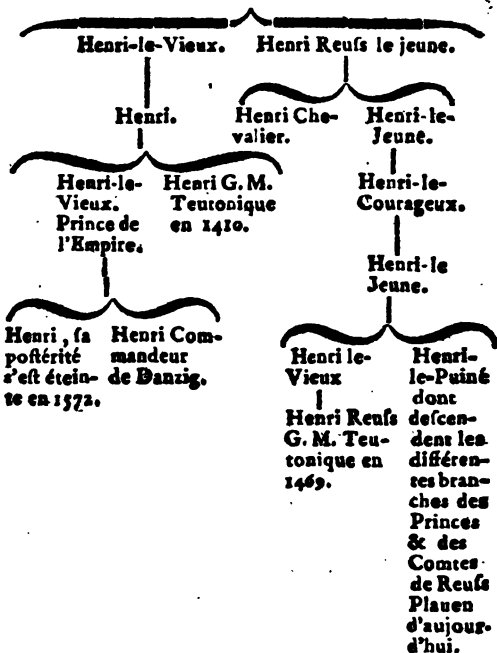 Henri-le-Vieux. Henri Reuſs le jeune.
Henri. Henri Che-
valier. Henri-le-
Jeune.
Henri-le-
Vieux.
Prince de
l'Empire.
Henri G. M.
Teutonique
en 1410.
Henri-le-
Courageux.
Henri-le
Jeune.
Henri, ſa
poſtérité
s'eſt étein-
te en 1572.
Henri Com-
mandeur
de Danzig.
Henri le-
Vieux
Henri Reuſs
G. M. Teu-
tonique en
1469.
Henri-
le-Puiné
dont
deſcen-
dent les
différen-
tes bran-
ches des
Princes
& des
Comtes
de Reuſs
Plauen
d'aujour-
d'hui.